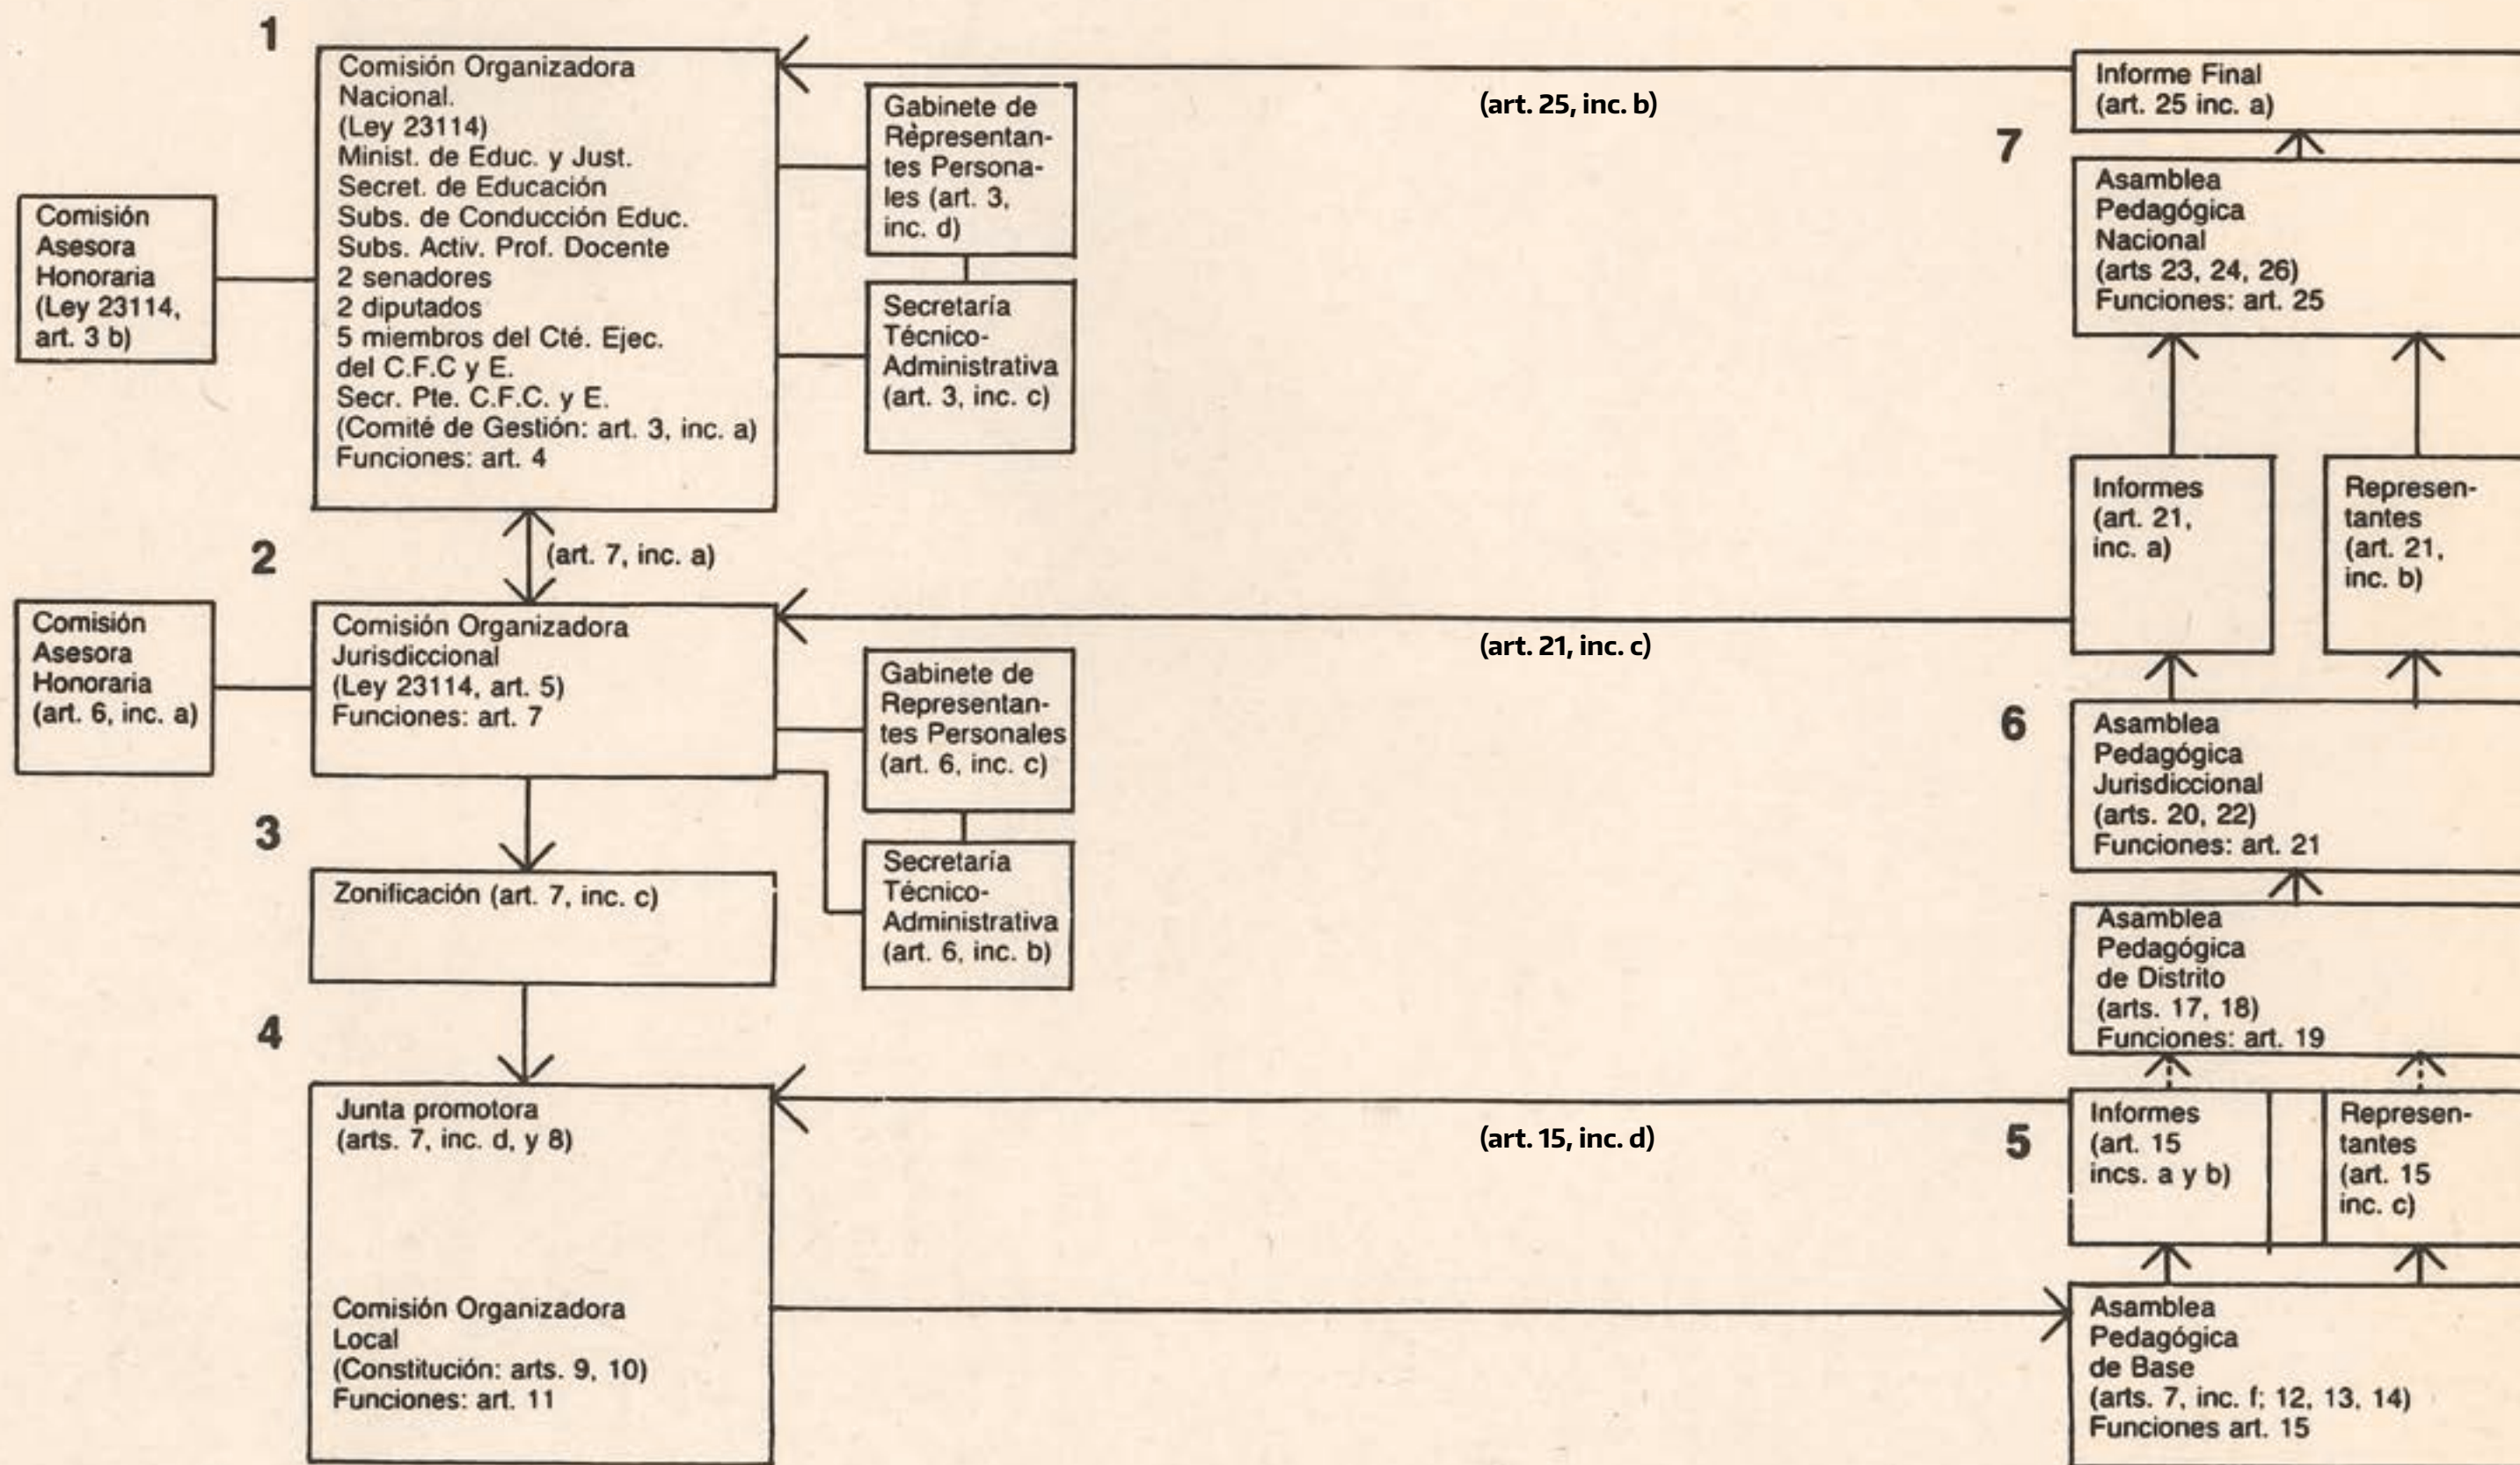 1
Comisión Organizadora
Nacional.
(Ley 23114)
Minist. de Educ. y Just.
Secret. de Educación
Subs. de Conducción Educ.
Subs. Activ. Prof. Docente
2 senadores
2 diputados
5 miembros del Cté. Ejec.
del C.F.C y E.
Secr. Pte. C.F.C. y E.
(Comité de Gestión: art. 3, inc. a)
Funciones: art. 4
Comisión
Asesora
Honoraria
(Ley 23114,
art. 3 b)
Gabinete de
Representan-
tes Persona-
les (art. 3,
inc. d)
Secretaría
Técnico-
Administrativa
(art. 3, inc. c)
(art. 25, inc. b)
2
(art. 7, inc. a)
Comisión
Asesora
Honoraria
(art. 6, inc. a)
Comisión Organizadora
Jurisdiccional
(Ley 23114, art. 5)
Funciones: art. 7
Gabinete de
Representan-
tes Personales
(art. 6, inc. c)
Secretaría
Técnico-
Administrativa
(art. 6, inc. b)
(art. 21, inc. c)
3
Zonificación (art. 7, inc. c)
4
Junta promotora
(arts. 7, inc. d, y 8)
Comisión Organizadora
Local
(Constitución: arts. 9, 10)
Funciones: art. 11
(art. 15, inc. d)
Informe Final
(art. 25 inc. a)
7
Asamblea
Pedagógica
Nacional
(arts 23, 24, 26)
Funciones: art. 25
Informes
(art. 21,
inc. a)
Represen-
tantes
(art. 21,
inc. b)
6
Asamblea
Pedagógica
Jurisdiccional
(arts. 20, 22)
Funciones: art. 21
Asamblea
Pedagógica
de Distrito
(arts. 17, 18)
Funciones: art. 19
5
Informes
(art. 15
incs. a y b)
Represen-
tantes
(art. 15
inc. c)
Asamblea
Pedagógica
de Base
(arts. 7, inc. f; 12, 13, 14)
Funciones art. 15